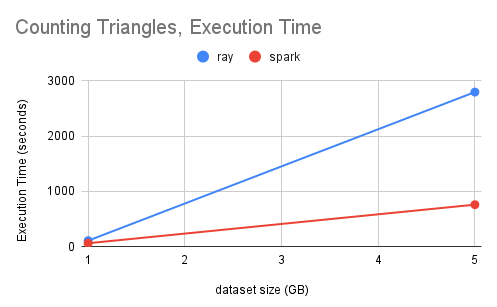 Counting Triangles, Execution Time
ray spark
Execution Time (seconds)
3000
2000
1000
0
1 2 3 4 5
dataset size (GB)